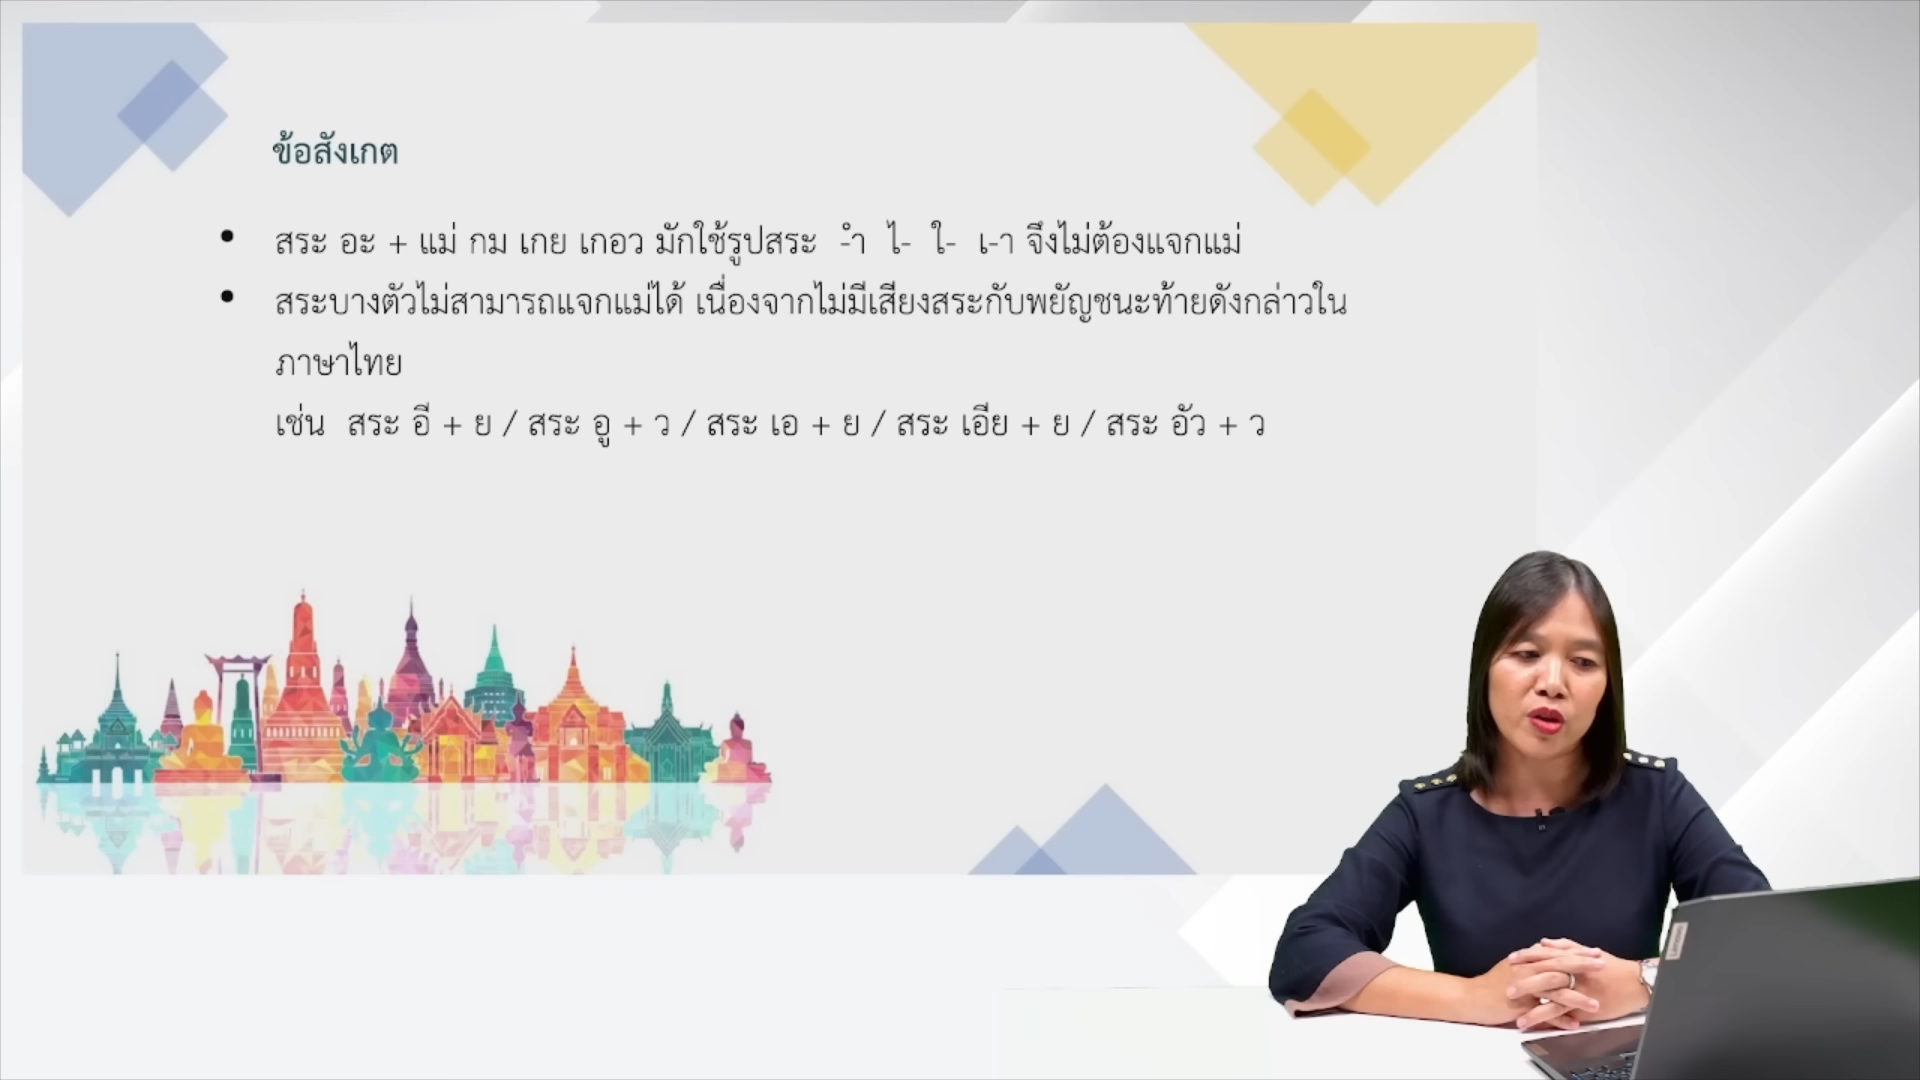 ข้อสังเกต
• สระ อะ + แม่ กม เกย เกอว มักใช้รูปสระ -ำ ไ- ใ- เ-า จึงไม่ต้องแจกแม่
• สระบางตัวไม่สามารถแจกแม่ได้ เนื่องจากไม่มีเสียงสระกับพยัญชนะท้ายดังกล่าวใน
ภาษาไทย
เช่น สระ อี + ย / สระ อู + ว / สระ เอ + ย / สระ เอีย + ย / สระ อัว + ว
Lenovo